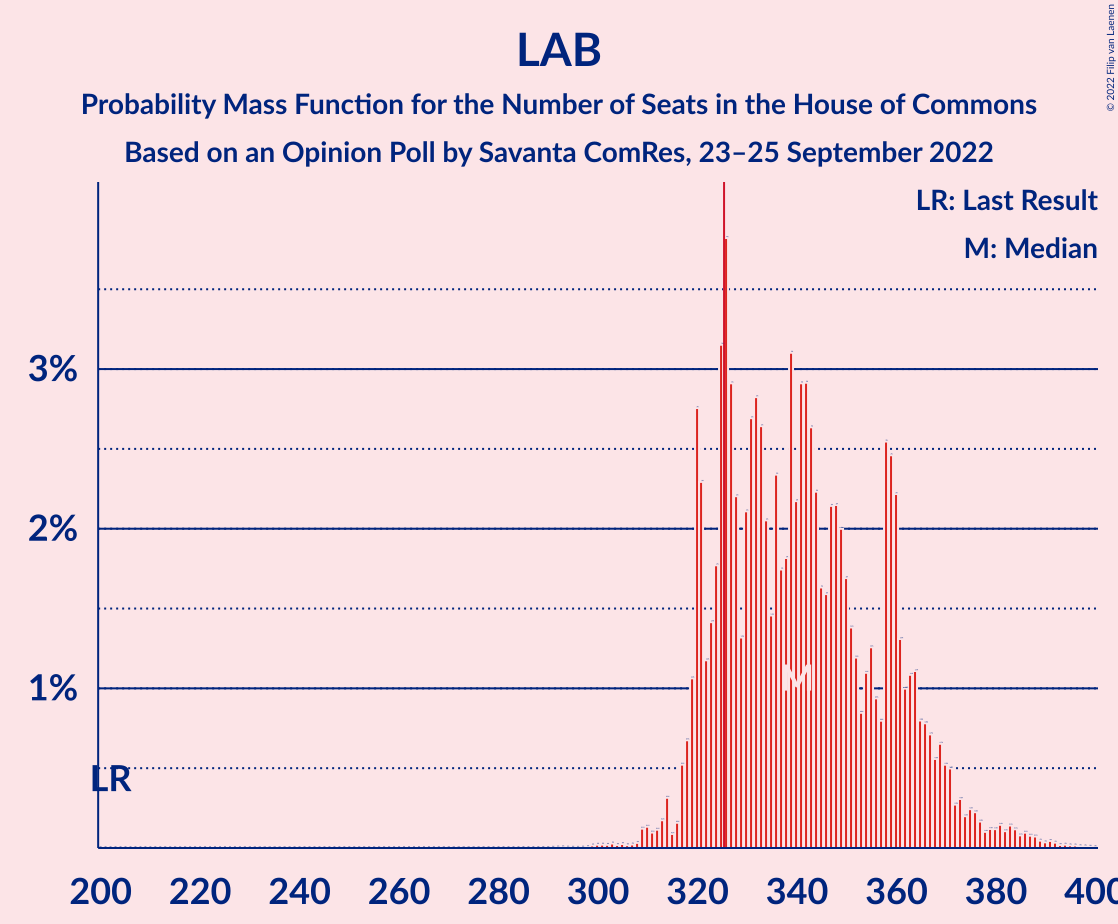 LAB
Probability Mass Function for the Number of Seats in the House of Commons
Based on an Opinion Poll by Savanta ComRes, 23–25 September 2022
© 2022 Filip van Laenen
LR: Last Result
M: Median
3%
2%
1%
M
LR
200 220 240 260 280 300 320 340 360 380 400